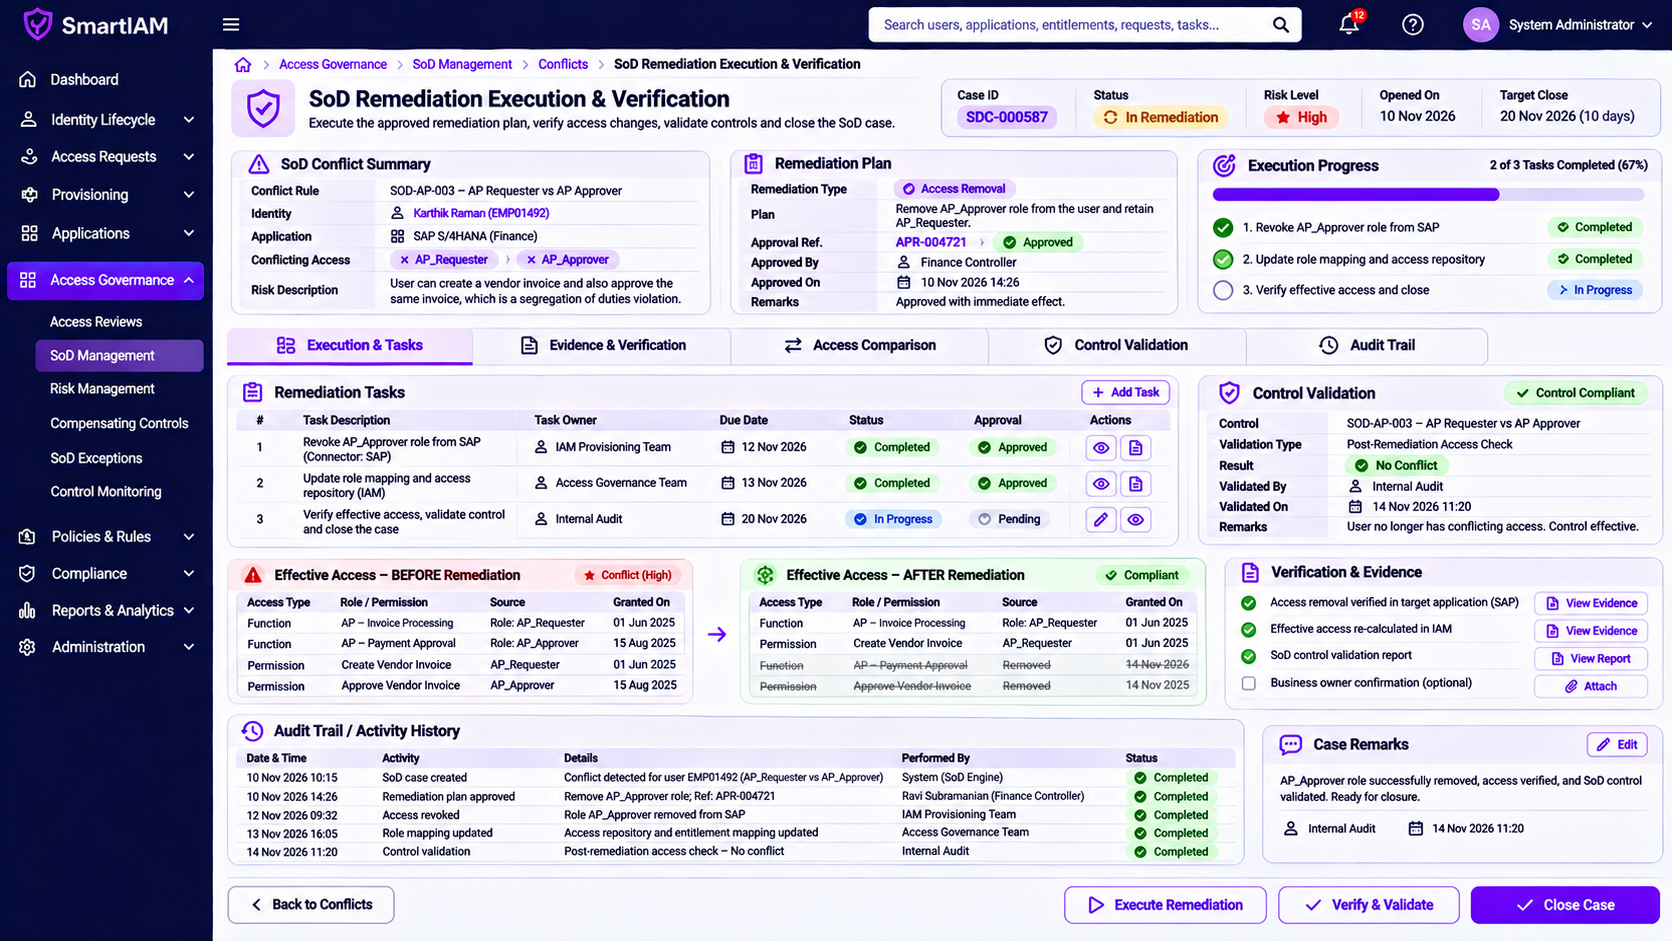 SmartIAM
Search users, applications, entitlements, requests, tasks...
12
SA
System Administrator
Dashboard
Identity Lifecycle
Access Requests
Provisioning
Applications
Access Governance
Access Reviews
SoD Management
Risk Management
Compensating Controls
SoD Exceptions
Control Monitoring
Policies & Rules
Compliance
Reports & Analytics
Administration
Access Governance > SoD Management > Conflicts > SoD Remediation Execution & Verification
SoD Remediation Execution & Verification
Execute the approved remediation plan, verify access changes, validate controls and close the SoD case.
Case ID
SDC-000587
Status
In Remediation
Risk Level
High
Opened On
10 Nov 2026
Target Close
20 Nov 2026 (10 days)
SoD Conflict Summary
Conflict Rule SOD-AP-003 – AP Requester vs AP Approver
Identity Karthik Raman (EMP01492)
Application SAP S/4HANA (Finance)
Conflicting Access × AP_Requester × AP_Approver
Risk Description User can create a vendor invoice and also approve the
same invoice, which is a segregation of duties violation.
Remediation Plan
Remediation Type Access Removal
Plan Remove AP_Approver role from the user and retain
AP_Requester.
Approval Ref. APR-004721 Approved
Approved By Finance Controller
Approved On 10 Nov 2026 14:26
Remarks Approved with immediate effect.
Execution Progress 2 of 3 Tasks Completed (67%)
1. Revoke AP_Approver role from SAP Completed
2. Update role mapping and access repository Completed
3. Verify effective access and close In Progress
Execution & Tasks
Evidence & Verification
Access Comparison
Control Validation
Audit Trail
Remediation Tasks
+ Add Task
# Task Description Task Owner Due Date Status Approval Actions
1 Revoke AP_Approver role from SAP
(Connector: SAP) IAM Provisioning Team 12 Nov 2026 Completed Approved
2 Update role mapping and access
repository (IAM) Access Governance Team 13 Nov 2026 Completed Approved
3 Verify effective access, validate control
and close the case Internal Audit 20 Nov 2026 In Progress Pending
Control Validation Control Compliant
Control SOD-AP-003 – AP Requester vs AP Approver
Validation Type Post-Remediation Access Check
Result No Conflict
Validated By Internal Audit
Validated On 14 Nov 2026 11:20
Remarks User no longer has conflicting access. Control effective.
Effective Access – BEFORE Remediation Conflict (High)
Access Type Role / Permission Source Granted On
Function AP – Invoice Processing Role: AP_Requester 01 Jun 2025
Function AP – Payment Approval Role: AP_Approver 15 Aug 2025
Permission Create Vendor Invoice AP_Requester 01 Jun 2025
Permission Approve Vendor Invoice AP_Approver 15 Aug 2025
Effective Access – AFTER Remediation Compliant
Access Type Role / Permission Source Granted On
Function AP – Invoice Processing Role: AP_Requester 01 Jun 2025
Permission Create Vendor Invoice AP_Requester 01 Jun 2025
Function AP – Payment Approval Removed 14 Nov 2026
Permission Approve Vendor Invoice Removed 14 Nov 2025
Verification & Evidence
Access removal verified in target application (SAP) View Evidence
Effective access re-calculated in IAM View Evidence
SoD control validation report View Report
Business owner confirmation (optional) Attach
Audit Trail / Activity History
Date & Time Activity Details Performed By Status
10 Nov 2026 10:15 SoD case created Conflict detected for user EMP01492 (AP_Requester vs AP_Approver) System (SoD Engine) Completed
10 Nov 2026 14:26 Remediation plan approved Remove AP_Approver role; Ref: APR-004721 Ravi Subramanian (Finance Controller) Completed
12 Nov 2026 09:32 Access revoked Role AP_Approver removed from SAP IAM Provisioning Team Completed
13 Nov 2026 16:05 Role mapping updated Access repository and entitlement mapping updated Access Governance Team Completed
14 Nov 2026 11:20 Control validation Post-remediation access check – No conflict Internal Audit Completed
Case Remarks
Edit
AP_Approver role successfully removed, access verified, and SoD control
validated. Ready for closure.
Internal Audit 14 Nov 2026 11:20
Back to Conflicts
Execute Remediation
Verify & Validate
Close Case